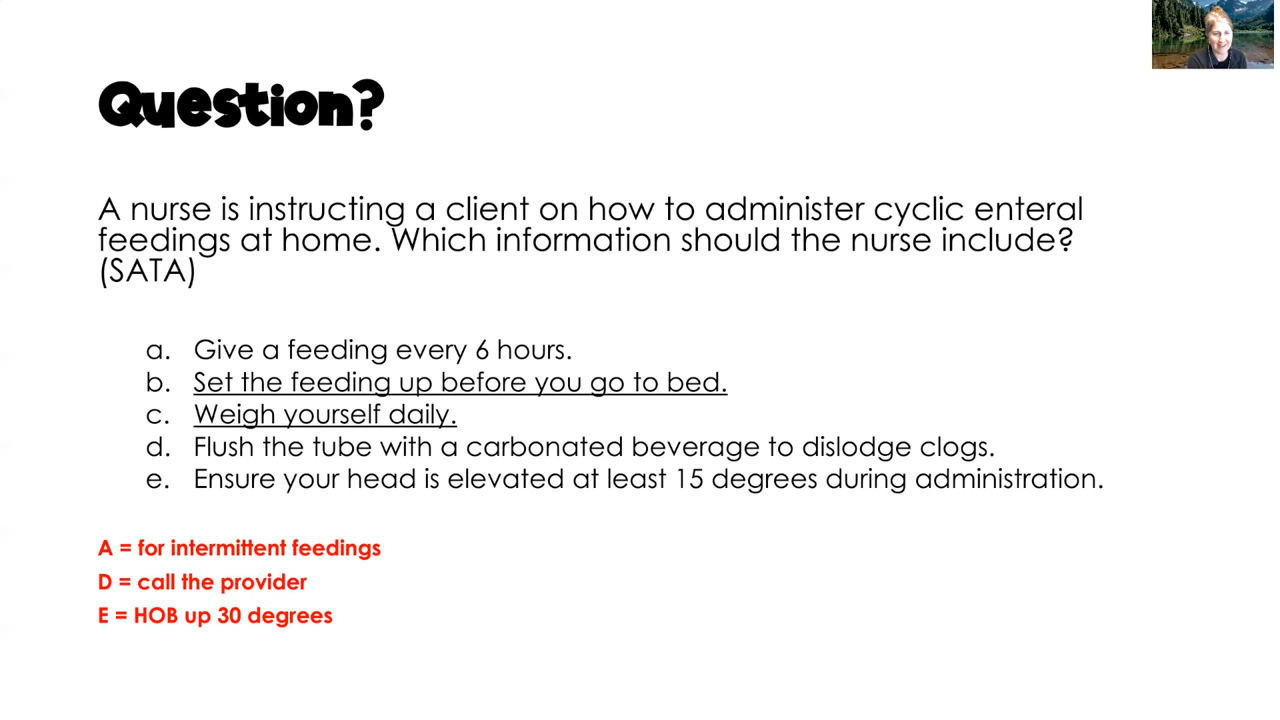 Question?
A nurse is instructing a client on how to administer cyclic enteral
feedings at home. Which information should the nurse include?
(SATA)
a. Give a feeding every 6 hours.
b. Set the feeding up before you go to bed.
c. Weigh yourself daily.
d. Flush the tube with a carbonated beverage to dislodge clogs.
e. Ensure your head is elevated at least 15 degrees during administration.
A = for intermittent feedings
D = call the provider
E = HOB up 30 degrees